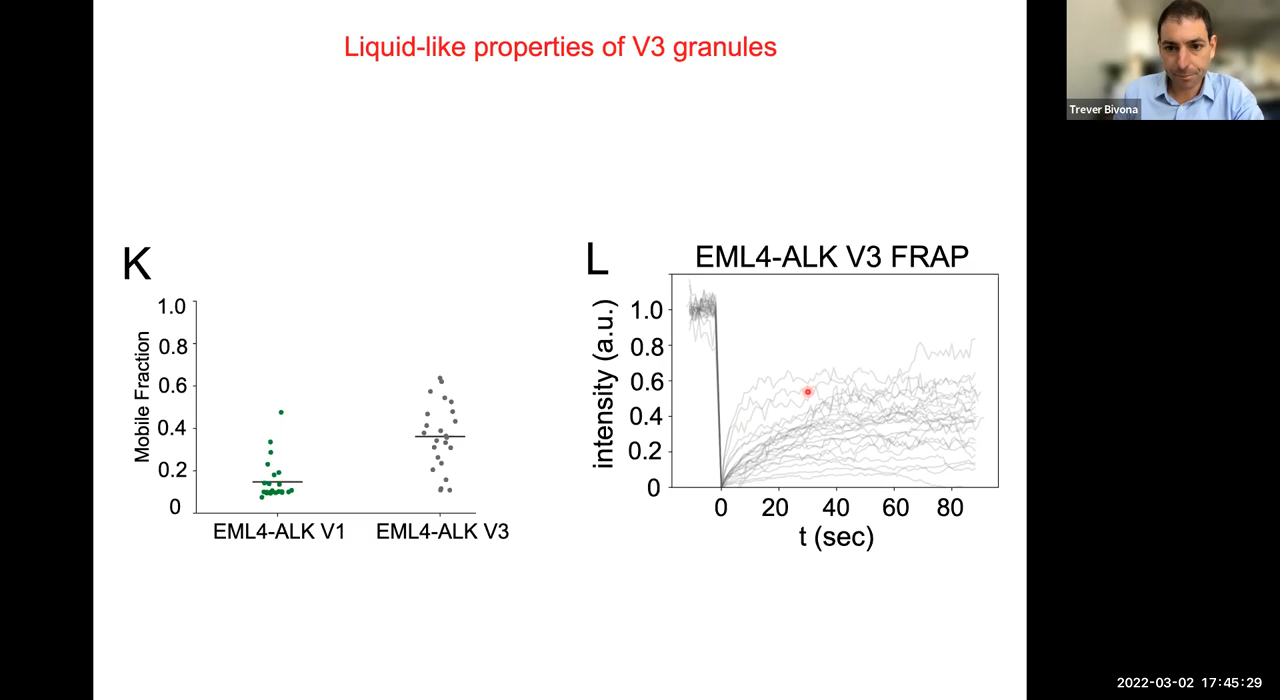 Liquid-like properties of V3 granules
Trever Bivona
K
Mobile Fraction
1.0
0.8
0.6
0.4
0.2
0
EML4-ALK V1
EML4-ALK V3
L
EML4-ALK V3 FRAP
intensity (a.u.)
1.0
0.8
0.6
0.4
0.2
0
0 20 40 60 80
t (sec)
2022-03-02 17:45:29